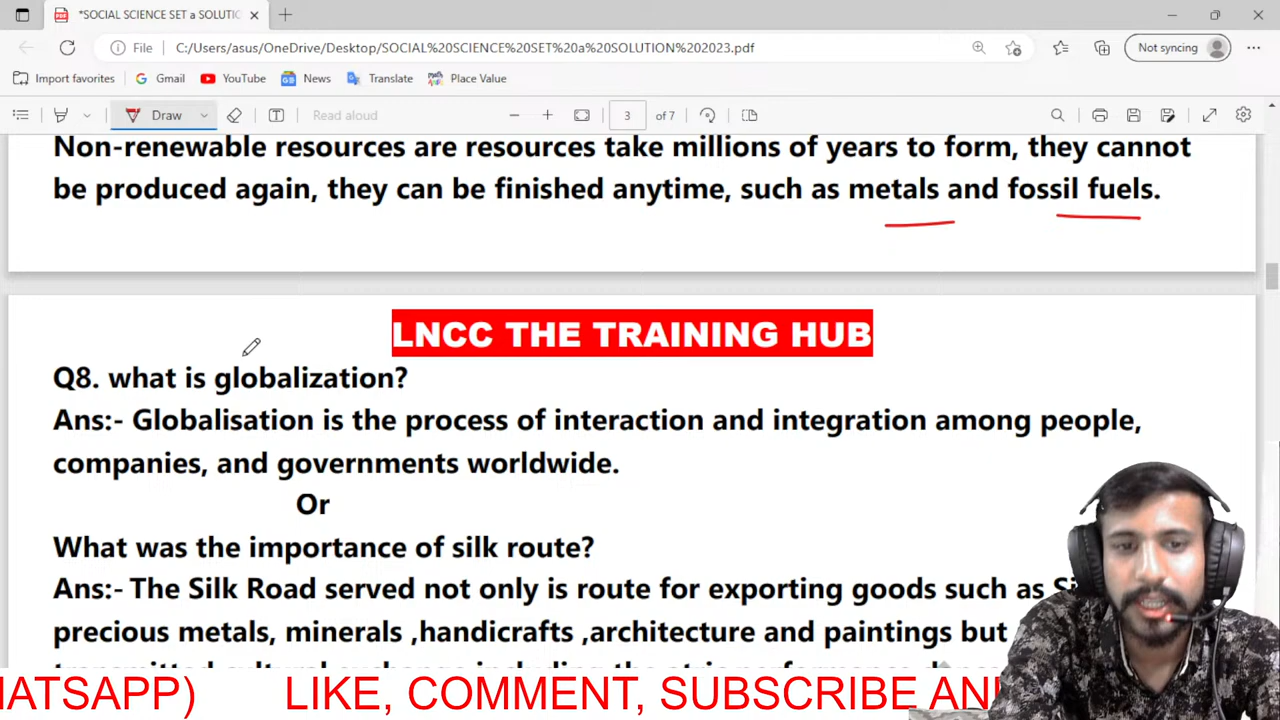 *SOCIAL SCIENCE SET a SOLUTIO
File C:/Users/asus/OneDrive/Desktop/SOCIAL%20SCIENCE%20SET%20a%20SOLUTION%202023.pdf
Not syncing
Import favorites Gmail YouTube News Translate Place Value
Draw Read aloud 3 of 7
Non-renewable resources are resources take millions of years to form, they cannot
be produced again, they can be finished anytime, such as metals and fossil fuels.
LNCC THE TRAINING HUB
Q8. what is globalization?
Ans:- Globalisation is the process of interaction and integration among people,
companies, and governments worldwide.
Or
What was the importance of silk route?
Ans:- The Silk Road served not only is route for exporting goods such as
precious metals, minerals ,handicrafts ,architecture and paintings but
HATSAPP) LIKE, COMMENT, SUBSCRIBE